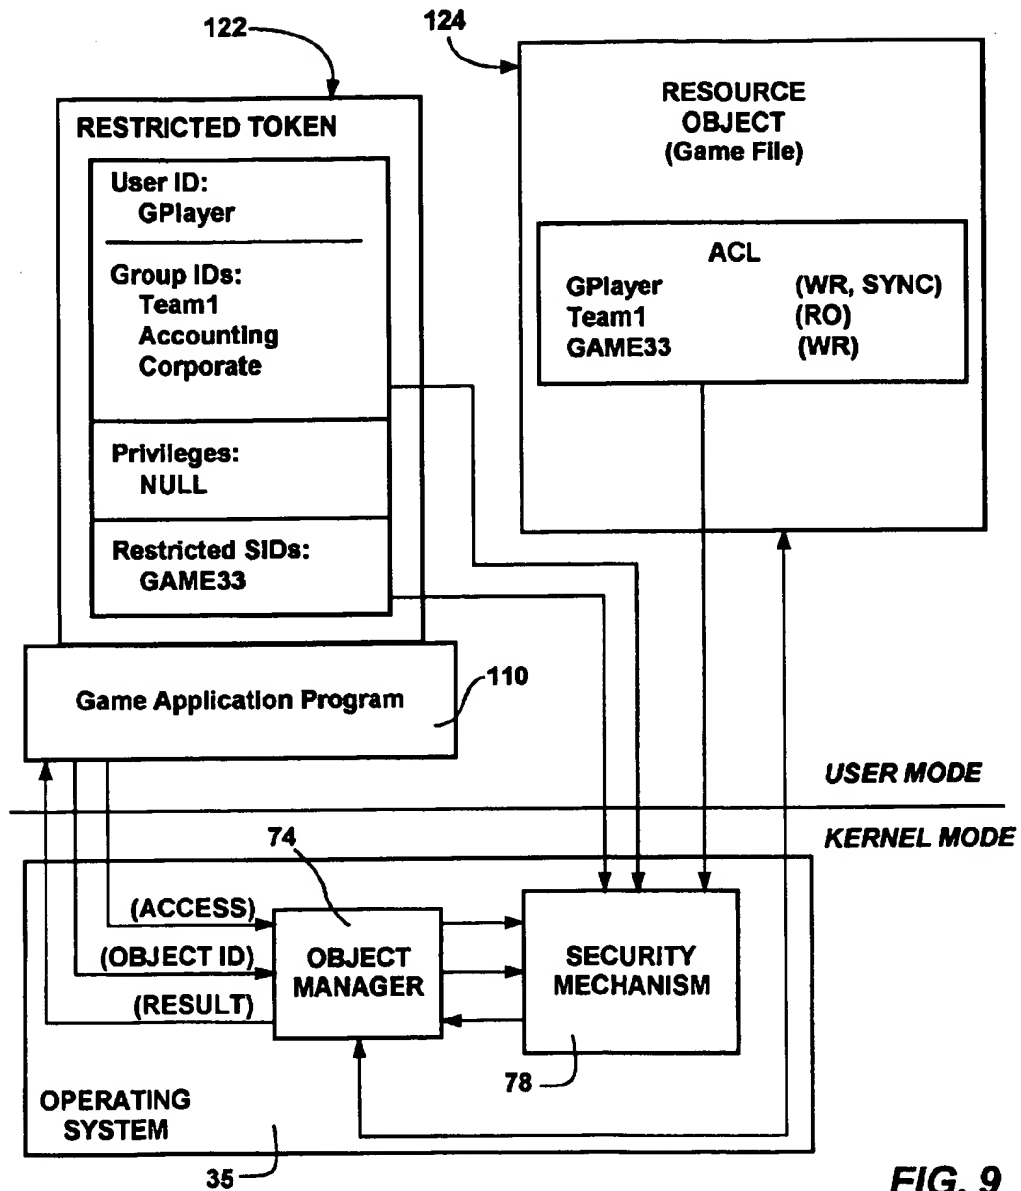 122
124
RESTRICTED TOKEN
User ID:
GPlayer
Group IDs:
Team1
Accounting
Corporate
Privileges:
NULL
Restricted SIDs:
GAME33
RESOURCE
OBJECT
(Game File)
ACL
GPlayer (WR, SYNC)
Team1 (RO)
GAME33 (WR)
Game Application Program
110
USER MODE
KERNEL MODE
74
(ACCESS)
(OBJECT ID)
(RESULT)
OBJECT
MANAGER
SECURITY
MECHANISM
78
OPERATING
SYSTEM
35
FIG. 9